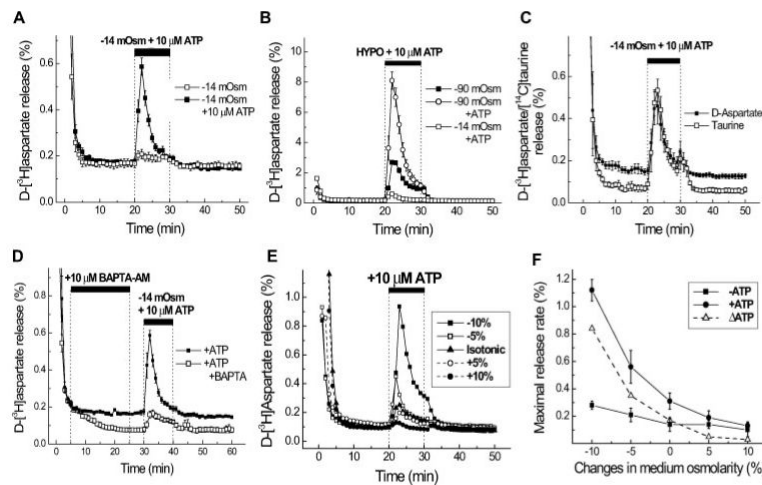 A
-14 mOsm + 10 μM ATP
D-[³H]aspartate release (%)
0.6
0.4
0.2
0.0
-14 mOsm
-14 mOsm
+10 μM ATP
0 10 20 30 40 50
Time (min)
B
HYPO + 10 μM ATP
D-[³H]aspartate release (%)
10
8
6
4
2
0
-90 mOsm
-90 mOsm
+ATP
-14 mOsm
+ATP
0 10 20 30 40 50
Time (min)
C
-14 mOsm + 10 μM ATP
D-[³H]aspartate/[¹⁴C]taurine
release (%)
0.6
0.4
0.2
0.0
D-Aspartate
Taurine
0 10 20 30 40 50
Time (min)
D
+10 μM BAPTA-AM
-14 mOsm
+ 10 μM ATP
D-[³H]aspartate release (%)
0.8
0.6
0.4
0.2
0.0
+ATP
+ATP
+BAPTA
0 10 20 30 40 50 60
Time (min)
E
+10 μM ATP
D-[³H]Aspartate release (%)
1.0
0.8
0.6
0.4
0.2
0.0
-10%
-5%
Isotonic
+5%
+10%
0 10 20 30 40 50
Time (min)
F
Maximal release rate (%)
1.2
1.0
0.8
0.6
0.4
0.2
-ATP
+ATP
ΔATP
-10 -5 0 5 10
Changes in medium osmolarity (%)